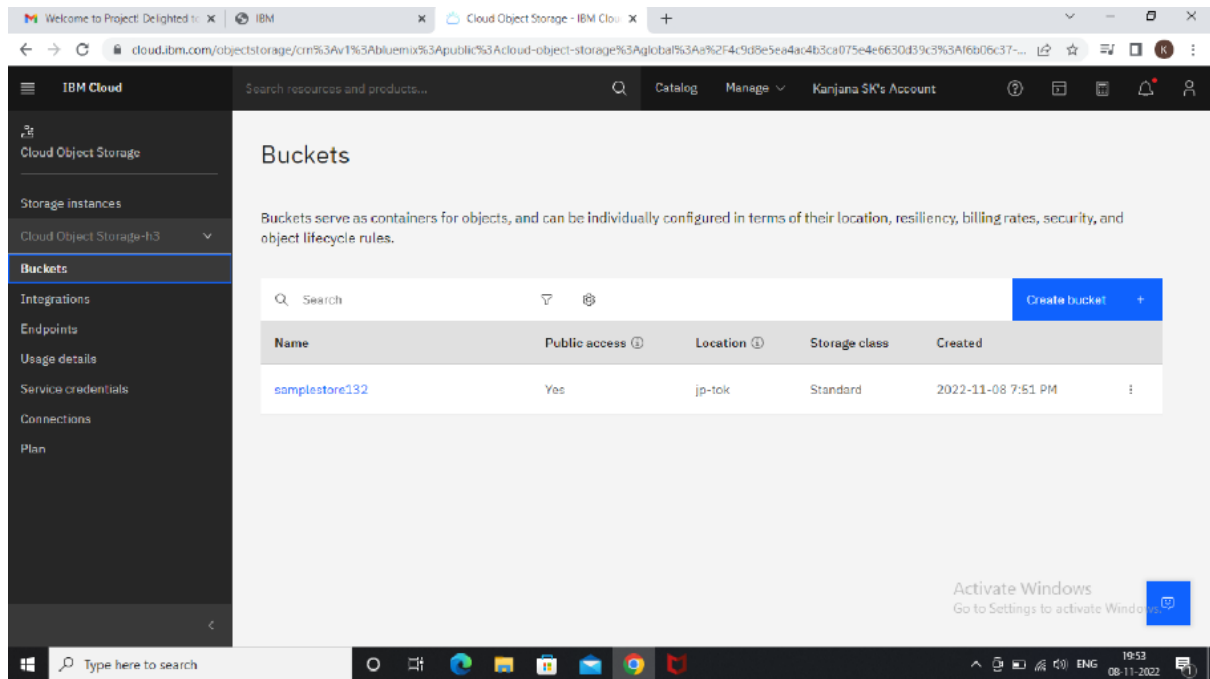 Welcome to Project! Delighted to
IBM
Cloud Object Storage - IBM Clou
cloud.ibm.com/objectstorage/crn%3Av1%3Abluemix%3Apublic%3Acloud-object-storage%3Aglobal%3Aa%2F4c9d8e5ea4ac4b3ca075e4e6630d39c3%3Af6b06c37-...
K
IBM Cloud
Search resources and products...
Catalog
Manage
Kanjana SK's Account
Cloud Object Storage
Storage instances
Cloud Object Storage-h3
Buckets
Integrations
Endpoints
Usage details
Service credentials
Connections
Plan
Buckets
Buckets serve as containers for objects, and can be individually configured in terms of their location, resiliency, billing rates, security, and
object lifecycle rules.
Search
Create bucket +
Name Public access Location Storage class Created
samplestore132 Yes jp-tok Standard 2022-11-08 7:51 PM
Activate Windows
Go to Settings to activate Windows.
Type here to search
ENG
19:53
08-11-2022
1